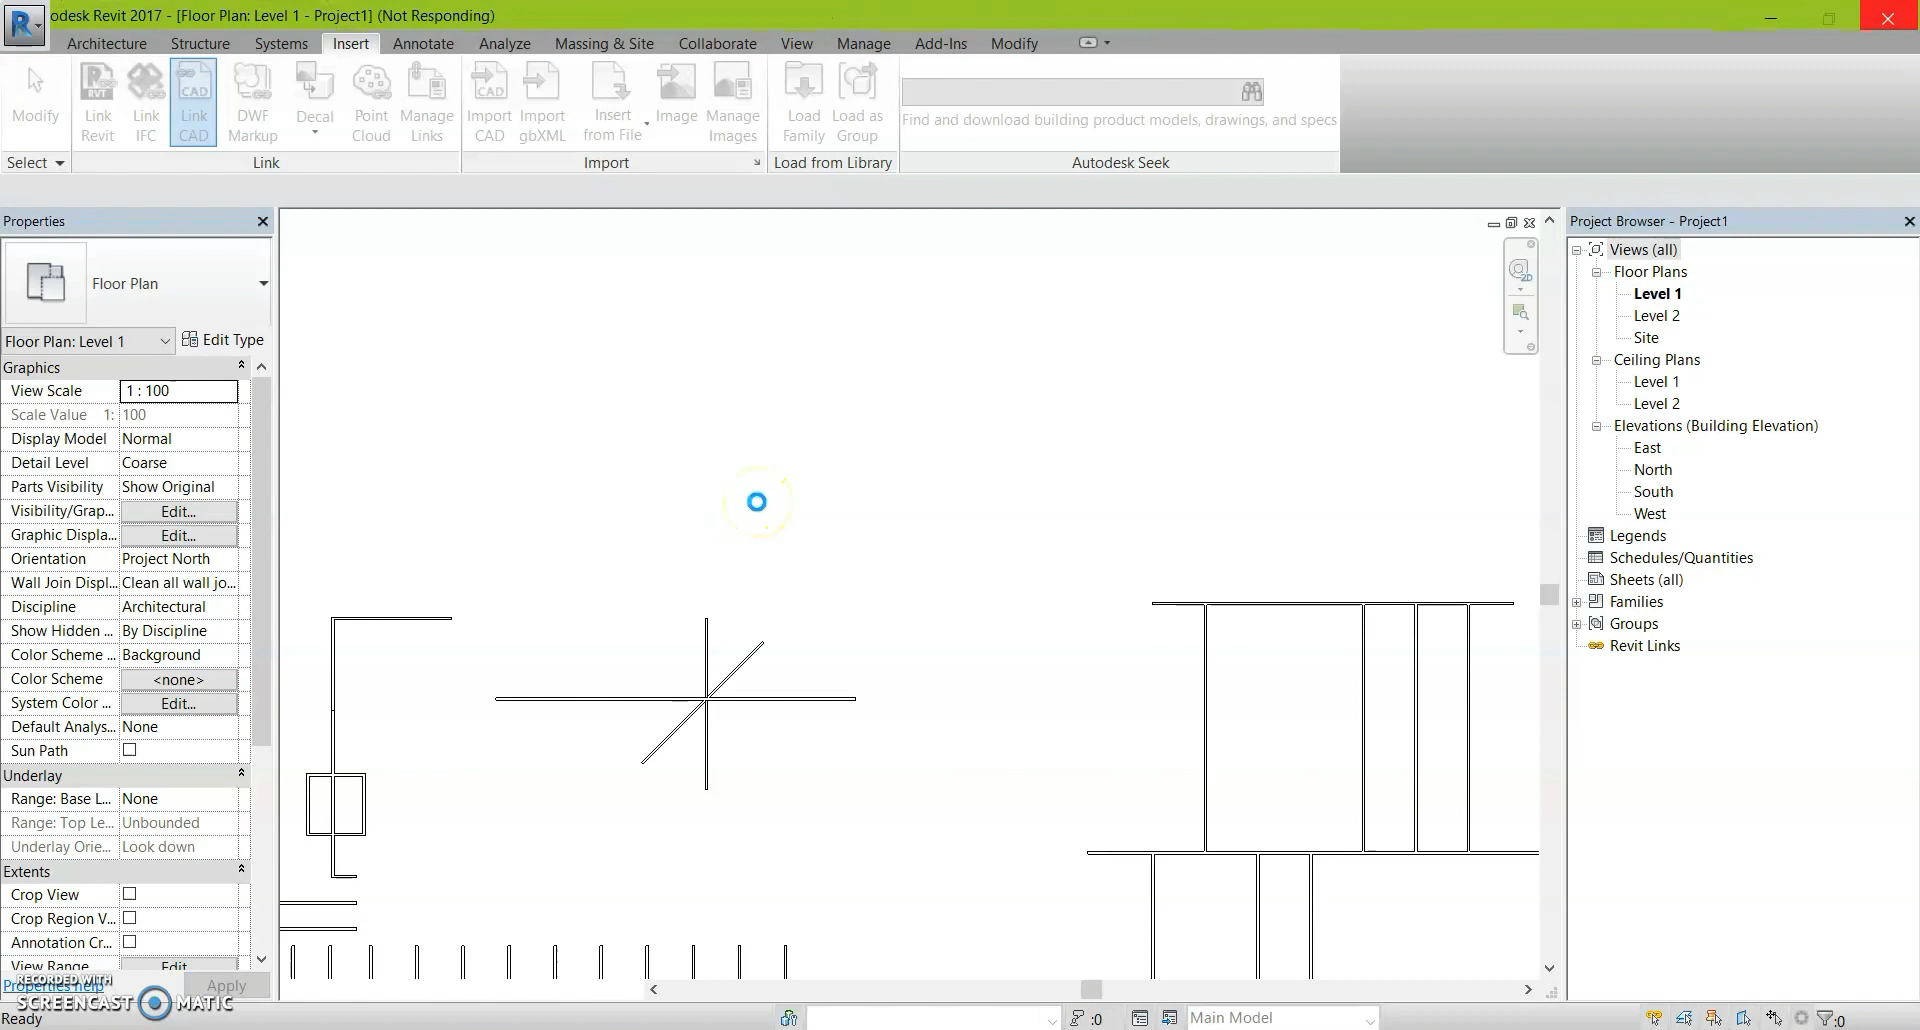 odesk Revit 2017 - [Floor Plan: Level 1 - Project1] (Not Responding)
R
Architecture Structure Systems Insert Annotate Analyze Massing & Site Collaborate View Manage Add-Ins Modify
Modify
Link Revit
Link IFC
Link CAD
DWF Markup
Decal
Point Cloud
Manage Links
Import CAD
Import gbXML
Insert from File
Image
Manage Images
Load Family
Load as Group
Find and download building product models, drawings, and specs
Select Link Import Load from Library Autodesk Seek
Properties
Floor Plan
Floor Plan: Level 1 Edit Type
Graphics
View Scale 1 : 100
Scale Value 1: 100
Display Model Normal
Detail Level Coarse
Parts Visibility Show Original
Visibility/Grap... Edit...
Graphic Displa... Edit...
Orientation Project North
Wall Join Displ... Clean all wall jo...
Discipline Architectural
Show Hidden ... By Discipline
Color Scheme ... Background
Color Scheme <none>
System Color ... Edit...
Default Analys... None
Sun Path
Underlay
Range: Base L... None
Range: Top Le... Unbounded
Underlay Orie... Look down
Extents
Crop View
Crop Region V...
Annotation Cr...
View Range Edit...
Properties help Apply
RECORDED WITH
SCREENCAST MATIC
Ready
:0
Main Model
:0
2D
Project Browser - Project1
Views (all)
Floor Plans
Level 1
Level 2
Site
Ceiling Plans
Level 1
Level 2
Elevations (Building Elevation)
East
North
South
West
Legends
Schedules/Quantities
Sheets (all)
Families
Groups
Revit Links